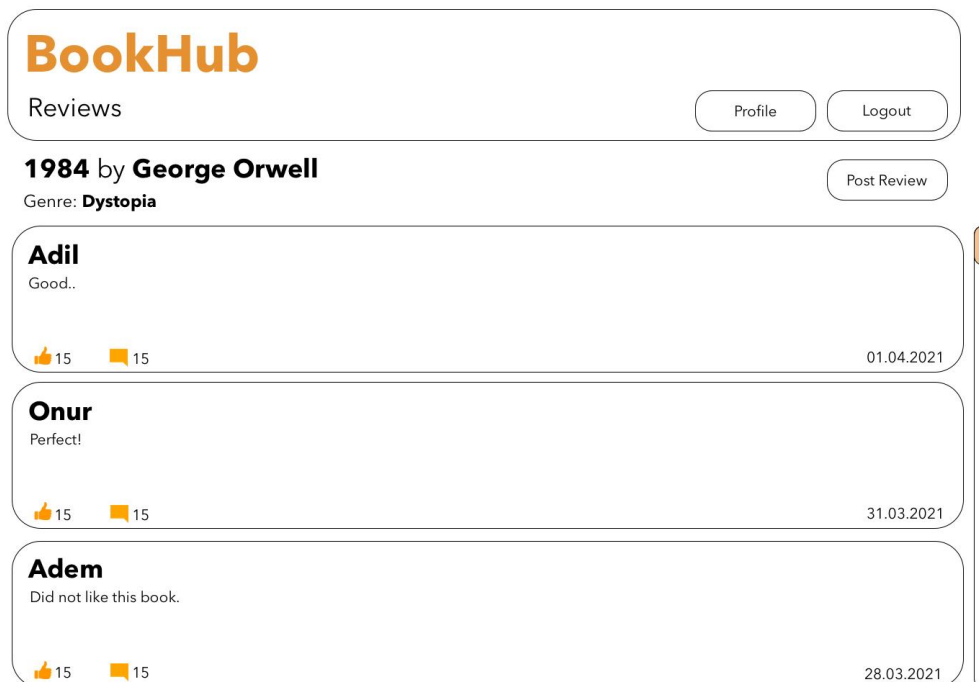 BookHub
Reviews
Profile
Logout
1984 by George Orwell
Post Review
Genre: Dystopia
Adil
Good..
15
15
01.04.2021
Onur
Perfect!
15
15
31.03.2021
Adem
Did not like this book.
15
15
28.03.2021